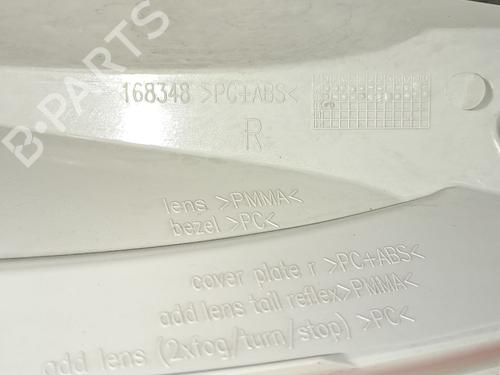 B-PARTS
168348 >PC+ABS<
R
lens >PMMA<
bezel >PC<
cover plate r >PC+ABS<
add lens tail reflex>PMMA<
add lens (2xfog/turn/stop) >PC<